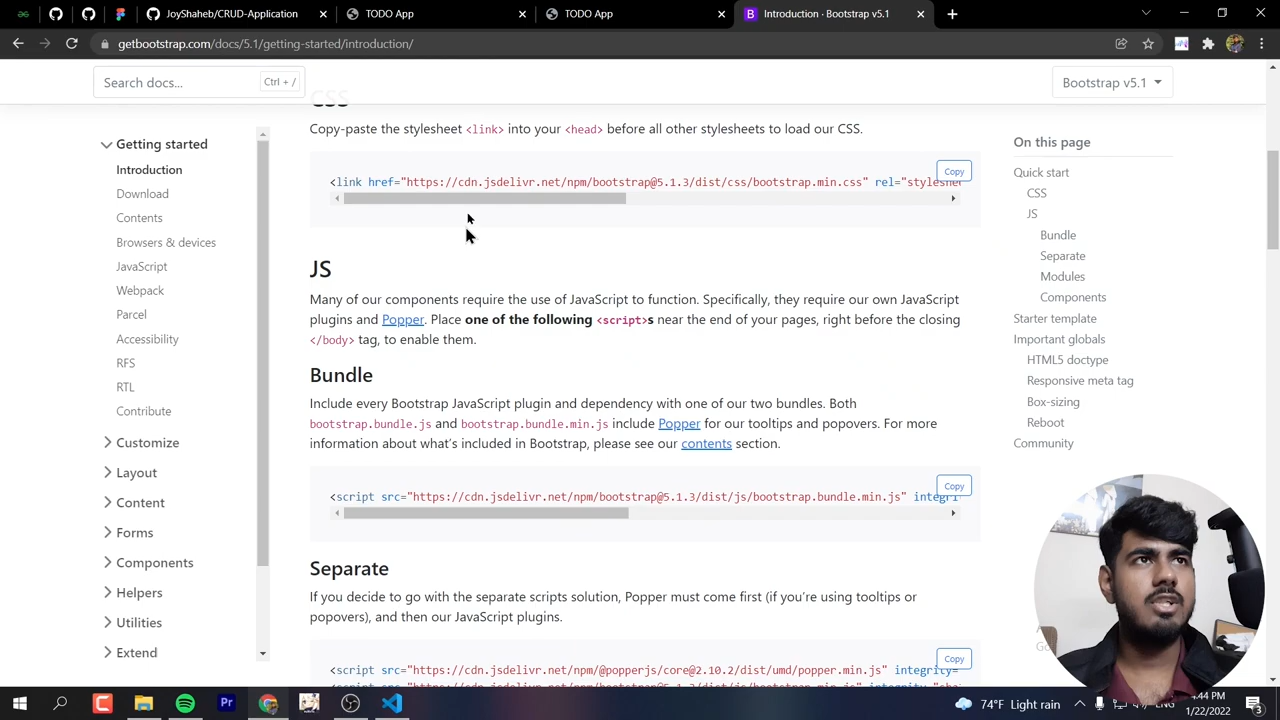 JoyShahed/CRUD-Application
TODO App
TODO App
Introduction · Bootstrap v5.1
getbootstrap.com/docs/5.1/getting-started/introduction/
Search docs...
Ctrl + /
Bootstrap v5.1
Getting started
Introduction
Download
Contents
Browsers & devices
JavaScript
Webpack
Parcel
Accessibility
RFS
RTL
Contribute
Customize
Layout
Content
Forms
Components
Helpers
Utilities
Extend
CSS
Copy-paste the stylesheet <link> into your <head> before all other stylesheets to load our CSS.
Copy
<link href="https://cdn.jsdelivr.net/npm/bootstrap@5.1.3/dist/css/bootstrap.min.css" rel="styleshe
JS
Many of our components require the use of JavaScript to function. Specifically, they require our own JavaScript
plugins and Popper. Place one of the following <script>s near the end of your pages, right before the closing
</body> tag, to enable them.
Bundle
Include every Bootstrap JavaScript plugin and dependency with one of our two bundles. Both
bootstrap.bundle.js and bootstrap.bundle.min.js include Popper for our tooltips and popovers. For more
information about what's included in Bootstrap, please see our contents section.
Copy
<script src="https://cdn.jsdelivr.net/npm/bootstrap@5.1.3/dist/js/bootstrap.bundle.min.js" integri
Separate
If you decide to go with the separate scripts solution, Popper must come first (if you're using tooltips or
popovers), and then our JavaScript plugins.
Copy
<script src="https://cdn.jsdelivr.net/npm/@popperjs/core@2.10.2/dist/umd/popper.min.js" integrity=
On this page
Quick start
CSS
JS
Bundle
Separate
Modules
Components
Starter template
Important globals
HTML5 doctype
Responsive meta tag
Box-sizing
Reboot
Community
74°F Light rain
:44 PM
1/22/2022